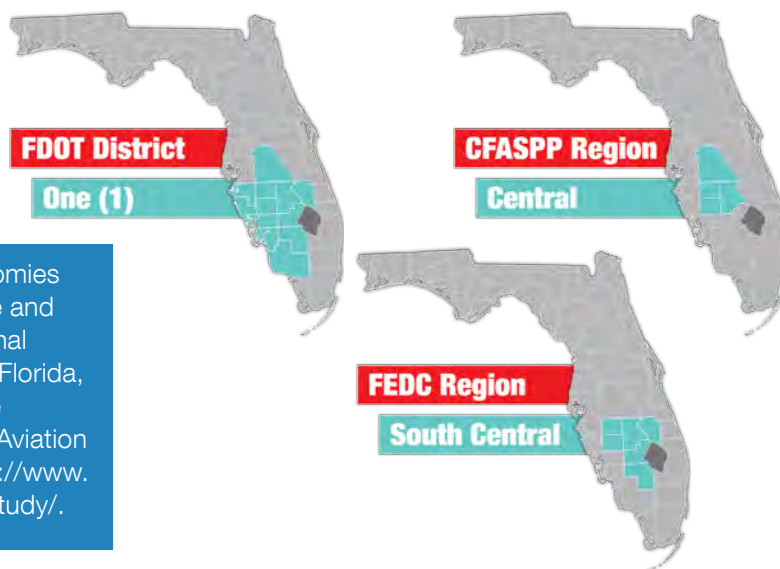 FDOT District
One (1)
CFASPP Region
Central
FEDC Region
South Central
omies
e and
nal
Florida,
Aviation
://www.
tudy/.